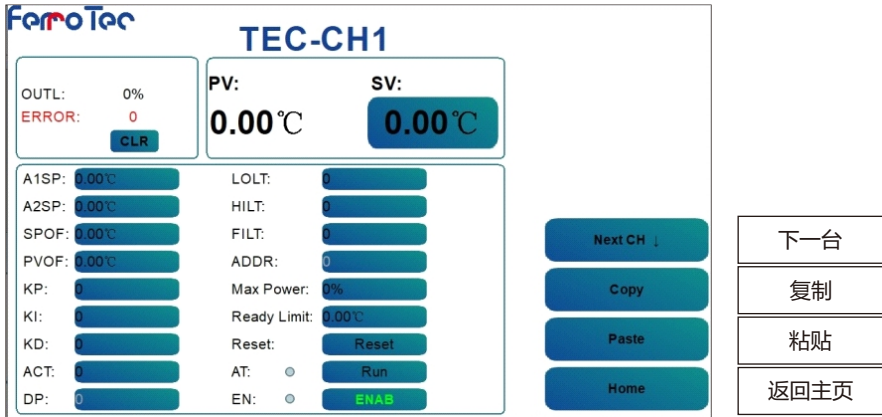 FerroTec
TEC-CH1
OUTL: 0%
ERROR: 0
CLR
PV: SV:
0.00℃ 0.00℃
A1SP: 0.00℃ LOLT: 0
A2SP: 0.00℃ HILT: 0
SPOF: 0.00℃ FILT: 0
PVOF: 0.00℃ ADDR: 0
KP: 0 Max Power: 0%
KI: 0 Ready Limit: 0.00℃
KD: 0 Reset: Reset
ACT: 0 AT: Run
DP: 0 EN: ENAB
Next CH ↓ 下一台
Copy 复制
Paste 粘贴
Home 返回主页